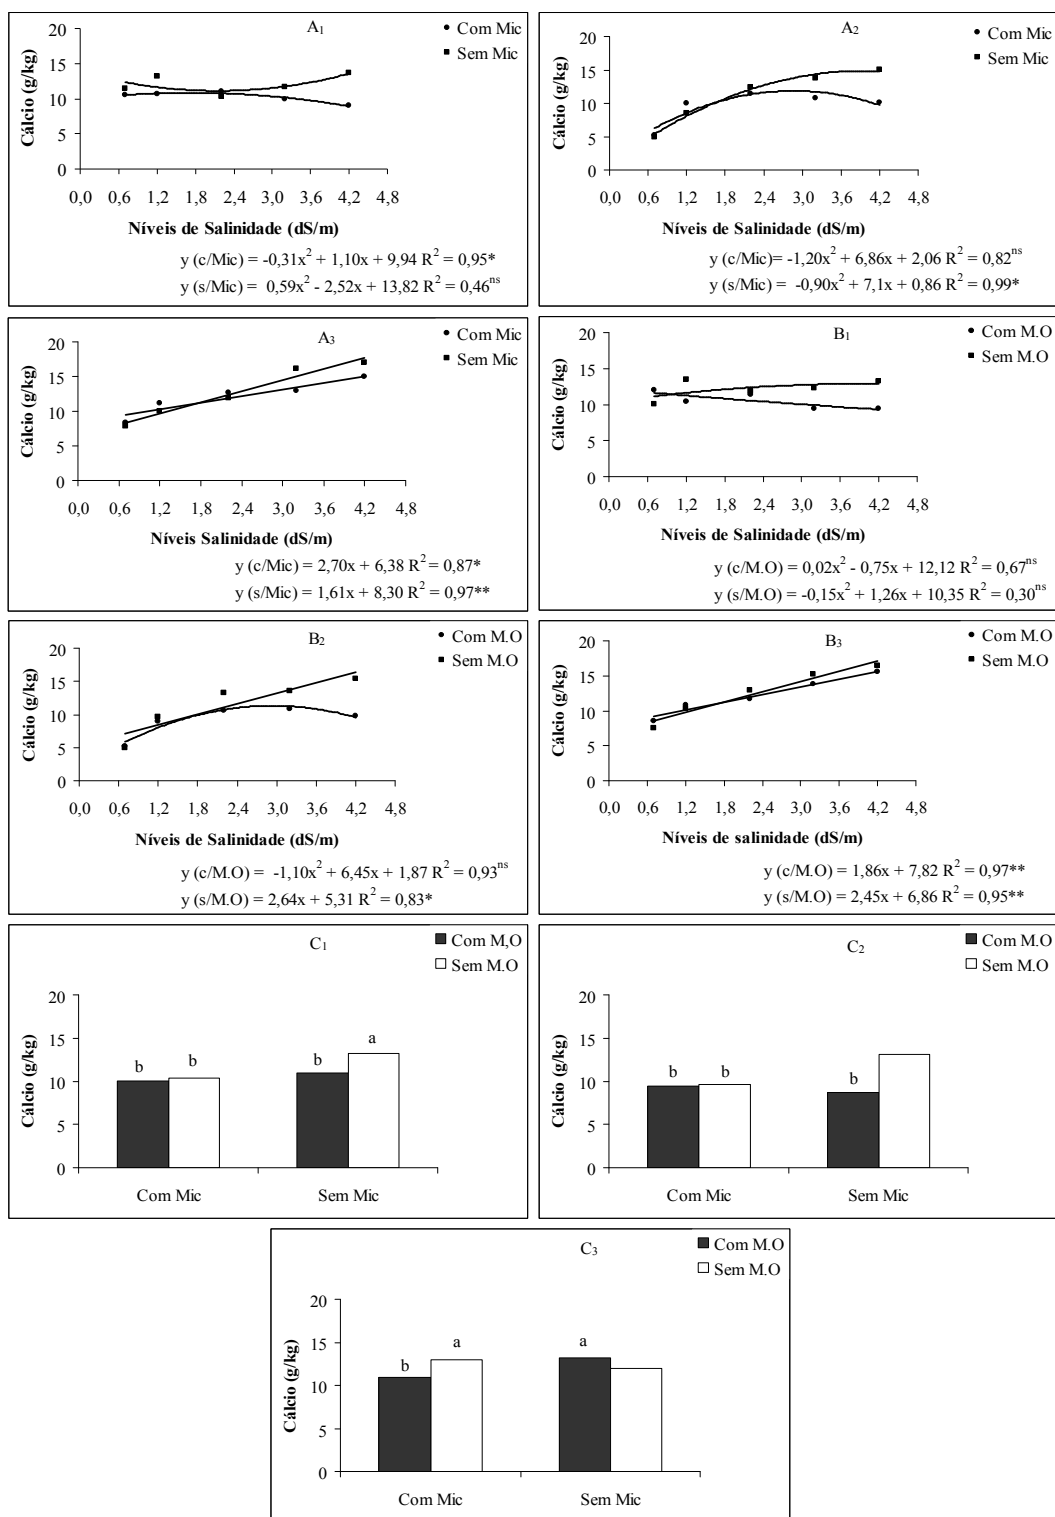 A1
Com Mic
Sem Mic
Cálcio (g/kg)
20
15
10
5
0
0,0 0,6 1,2 1,8 2,4 3,0 3,6 4,2 4,8
Níveis de Salinidade (dS/m)
y (c/Mic) = -0,31x² + 1,10x + 9,94 R² = 0,95*
y (s/Mic) = 0,59x² - 2,52x + 13,82 R² = 0,46ns
A2
Com Mic
Sem Mic
Cálcio (g/kg)
20
15
10
5
0
0,0 0,6 1,2 1,8 2,4 3,0 3,6 4,2 4,8
Níveis de Salinidade (dS/m)
y (c/Mic)= -1,20x² + 6,86x + 2,06 R² = 0,82ns
y (s/Mic) = -0,90x² + 7,1x + 0,86 R² = 0,99*
A3
Com Mic
Sem Mic
Cálcio (g/kg)
20
15
10
5
0
0,0 0,6 1,2 1,8 2,4 3,0 3,6 4,2 4,8
Níveis Salinidade (dS/m)
y (c/Mic) = 2,70x + 6,38 R² = 0,87*
y (s/Mic) = 1,61x + 8,30 R² = 0,97**
B1
Com M.O
Sem M.O
Cálcio (g/kg)
20
15
10
5
0
0,0 0,6 1,2 1,8 2,4 3,0 3,6 4,2 4,8
Níveis de Salinidade (dS/m)
y (c/M.O) = 0,02x² - 0,75x + 12,12 R² = 0,67ns
y (s/M.O) = -0,15x² + 1,26x + 10,35 R² = 0,30ns
B2
Com M.O
Sem M.O
Cálcio (g/kg)
20
15
10
5
0
0,0 0,6 1,2 1,8 2,4 3,0 3,6 4,2 4,8
Níveis de Salinidade (dS/m)
y (c/M.O) = -1,10x² + 6,45x + 1,87 R² = 0,93ns
y (s/M.O) = 2,64x + 5,31 R² = 0,83*
B3
Com M.O
Sem M.O
Cálcio (g/kg)
20
15
10
5
0
0,0 0,6 1,2 1,8 2,4 3,0 3,6 4,2 4,8
Níveis de salinidade (dS/m)
y (c/M.O) = 1,86x + 7,82 R² = 0,97**
y (s/M.O) = 2,45x + 6,86 R² = 0,95**
C1
Com M,O
Sem M.O
Cálcio (g/kg)
20
15
10
5
0
b b b a
Com Mic Sem Mic
C2
Com M.O
Sem M.O
Cálcio (g/kg)
20
15
10
5
0
b b b
Com Mic Sem Mic
C3
Com M.O
Sem M.O
Cálcio (g/kg)
20
15
10
5
0
b a a
Com Mic Sem Mic